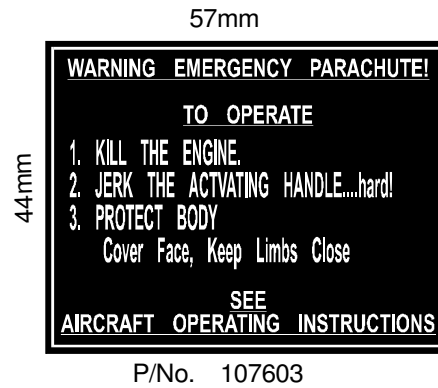 57mm
44mm
WARNING EMERGENCY PARACHUTE!
TO OPERATE
1. KILL THE ENGINE.
2. JERK THE ACTVATING HANDLE....hard!
3. PROTECT BODY
Cover Face, Keep Limbs Close
SEE
AIRCRAFT OPERATING INSTRUCTIONS
P/No. 107603